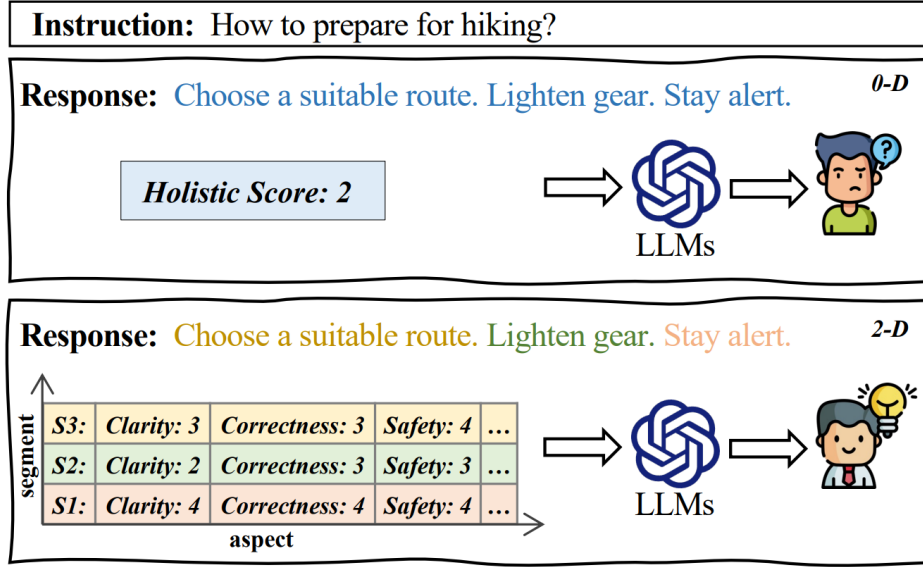 Instruction: How to prepare for hiking?
0-D
Response: Choose a suitable route. Lighten gear. Stay alert.
Holistic Score: 2
?
LLMs
2-D
Response: Choose a suitable route. Lighten gear. Stay alert.
segment
S3: Clarity: 3 Correctness: 3 Safety: 4 ...
S2: Clarity: 2 Correctness: 3 Safety: 3 ...
S1: Clarity: 4 Correctness: 4 Safety: 4 ...
aspect
LLMs